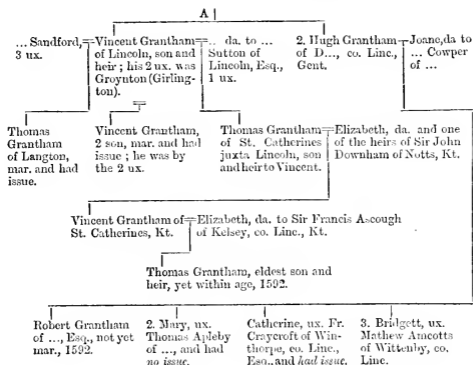 A
... Sandford,
3 ux.
Vincent Grantham
of Lincoln, son and
heir; his 2 ux. was
Groynton (Girling-
ton).
.. da. to ...
Sutton of
Lincoln, Esq.,
1 ux.
2. Hugh Grantham
of D..., co. Linc.,
Gent.
Joane, da to
... Cowper
of ...
Thomas
Grantham
of Langton,
mar. and had
issue.
Vincent Grantham,
2 son, mar. and had
issue; he was by
the 2 ux.
Thomas Grantham
of St. Catherines
juxta Lincoln, son
and heir to Vincent.
Elizabeth, da. and one
of the heirs of Sir John
Downham of Notts, Kt.
Vincent Grantham of
St. Catherines, Kt.
Elizabeth, da. to Sir Francis Ascough
of Kelsey, co. Linc., Kt.
Thomas Grantham, eldest son and
heir, yet within age, 1592.
Robert Grantham
of ..., Esq., not yet
mar., 1592.
2. Mary, ux.
Thomas Apleby
of ..., and had
no issue.
Catherine, ux. Fr.
Craycroft of Win-
thorpe, co. Linc.,
Esq., and had issue.
3. Bridgett, ux.
Mathew Amcotts
of Wittenby, co.
Linc.